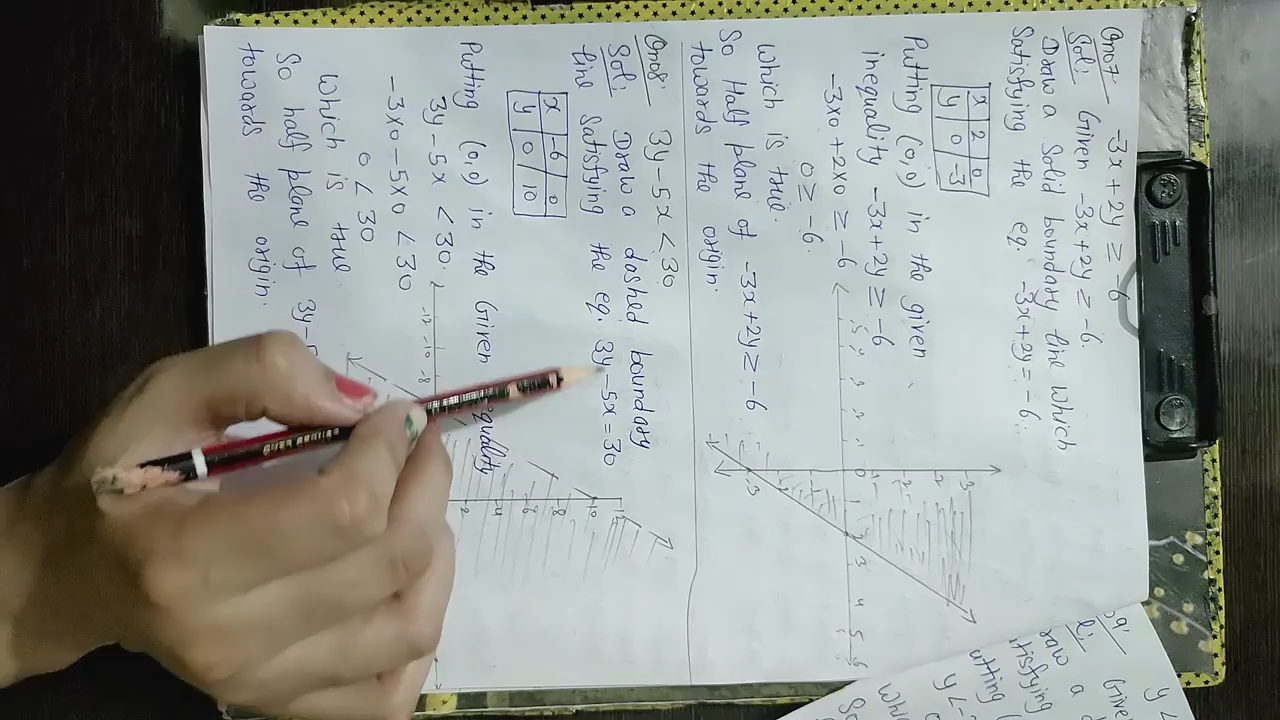 Qno7 -3x + 2y ≥ -6
Sol: Given -3x+2y ≥ -6.
Draw a Solid boundary line which
Satisfying the eq. -3x+2y = -6.
x 2 0
y 0 -3
Putting (0,0) in the given
inequality -3x+2y ≥ -6
-3x0 + 2x0 ≥ -6
0 ≥ -6.
which is true.
So Half plane of -3x+2y ≥ -6
towards the origin.
Qno8: 3y - 5x < 30
Sol: Draw a dashed boundary
line Satisfying the eq. 3y - 5x = 30
x -6 0
y 0 10
Putting (0,0) in the Given
3y - 5x < 30.
-3x0 - 5x0 < 30
0 < 30
which is true.
So half plane of 3y-
towards the origin.